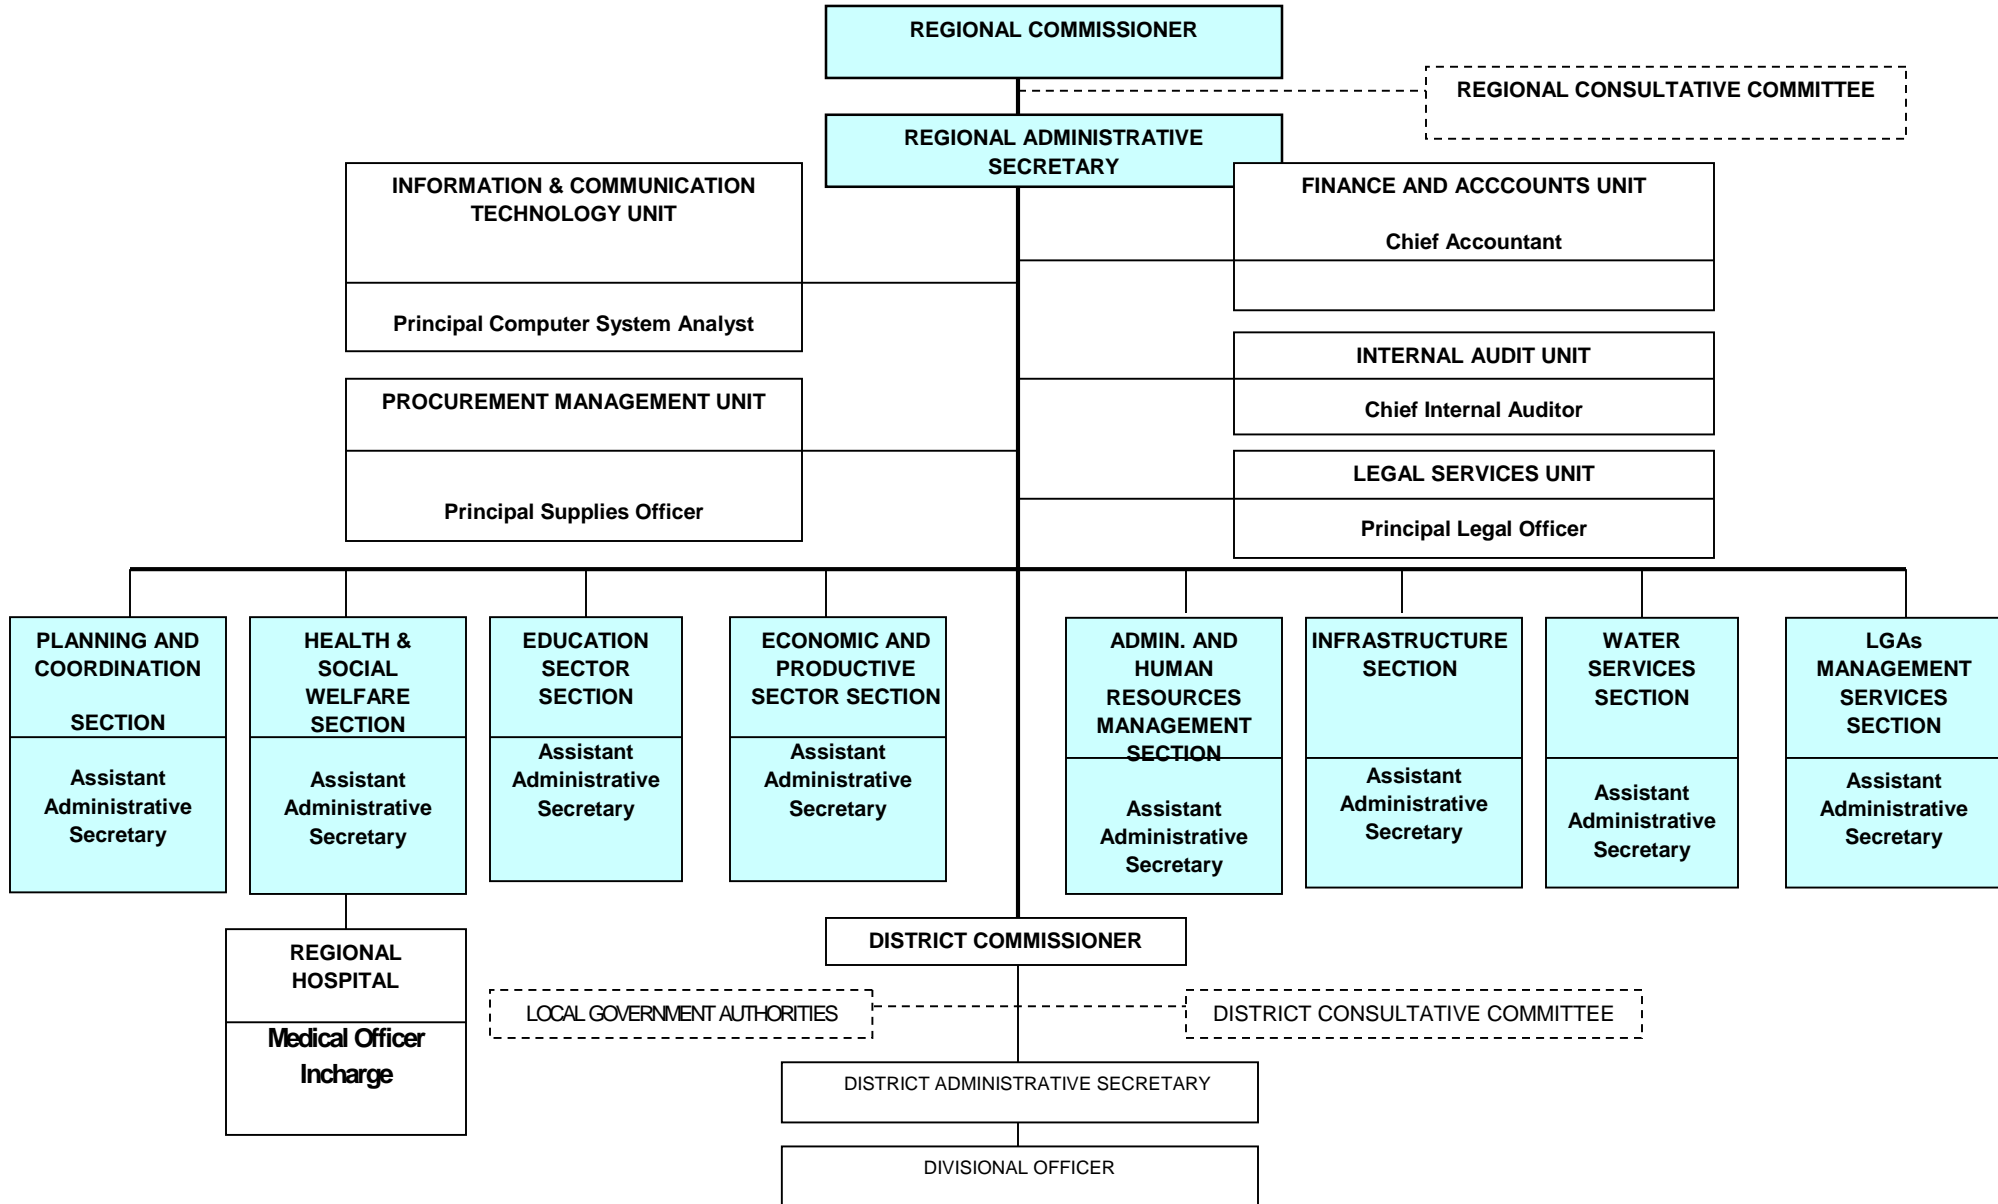 REGIONAL COMMISSIONER
REGIONAL CONSULTATIVE COMMITTEE
REGIONAL ADMINISTRATIVE
SECRETARY
INFORMATION & COMMUNICATION
TECHNOLOGY UNIT
Principal Computer System Analyst
FINANCE AND ACCCOUNTS UNIT
Chief Accountant
INTERNAL AUDIT UNIT
Chief Internal Auditor
PROCUREMENT MANAGEMENT UNIT
Principal Supplies Officer
LEGAL SERVICES UNIT
Principal Legal Officer
PLANNING AND
COORDINATION
SECTION
Assistant
Administrative
Secretary
HEALTH &
SOCIAL
WELFARE
SECTION
Assistant
Administrative
Secretary
EDUCATION
SECTOR
SECTION
Assistant
Administrative
Secretary
ECONOMIC AND
PRODUCTIVE
SECTOR SECTION
Assistant
Administrative
Secretary
ADMIN. AND
HUMAN
RESOURCES
MANAGEMENT
SECTION
Assistant
Administrative
Secretary
INFRASTRUCTURE
SECTION
Assistant
Administrative
Secretary
WATER
SERVICES
SECTION
Assistant
Administrative
Secretary
LGAs
MANAGEMENT
SERVICES
SECTION
Assistant
Administrative
Secretary
REGIONAL
HOSPITAL
Medical Officer
Incharge
DISTRICT COMMISSIONER
LOCAL GOVERNMENT AUTHORITIES
DISTRICT CONSULTATIVE COMMITTEE
DISTRICT ADMINISTRATIVE SECRETARY
DIVISIONAL OFFICER